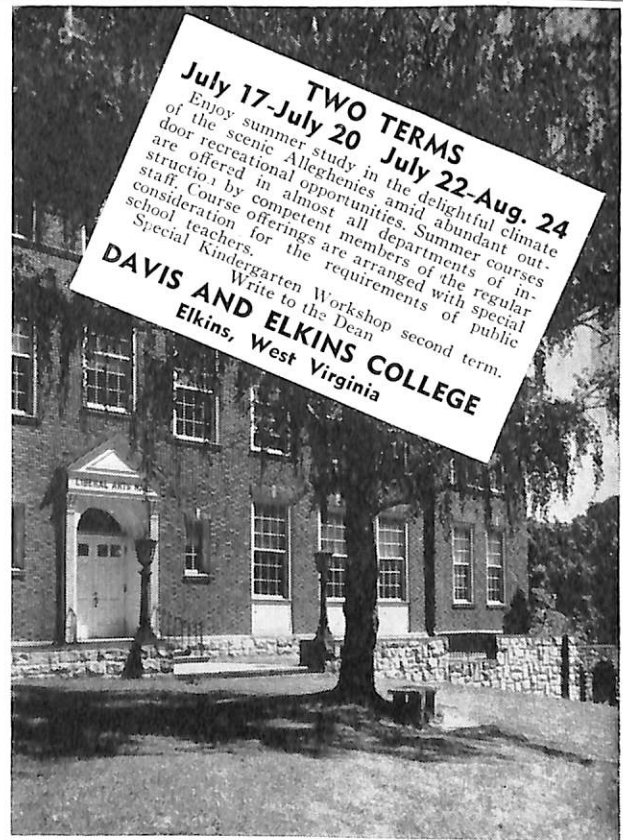 TWO TERMS
July 17-July 20 July 22-Aug. 24
Enjoy summer study in the delightful climate
of the scenic Alleghenies amid abundant out-
door recreational opportunities. Summer courses
are offered in almost all departments of in-
struction by competent members of the regular
staff. Course offerings are arranged with special
consideration for the requirements of public
school teachers.
Special Kindergarten Workshop second term.
Write to the Dean
DAVIS AND ELKINS COLLEGE
Elkins, West Virginia
LIBERAL ARTS